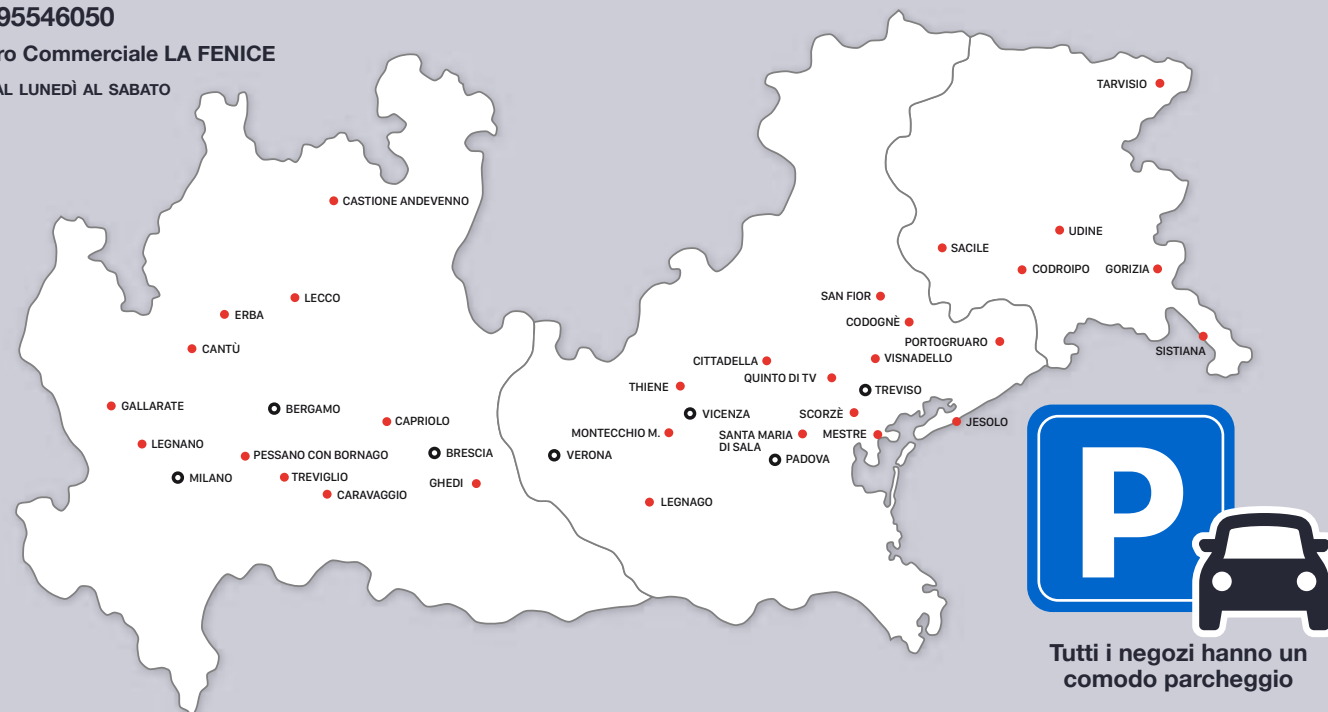 95546050
ro Commerciale LA FENICE
AL LUNEDÌ AL SABATO
TARVISIO
CASTIONE ANDEVENNO
UDINE
SACILE
CODROIPO
GORIZIA
SAN FIOR
LECCO
ERBA
CODOGNÈ
PORTOGRUARO
CANTÙ
SISTIANA
VISNADELLO
CITTADELLA
QUINTO DI TV
THIENE
TREVISO
GALLARATE
BERGAMO
VICENZA
SCORZÈ
CAPRIOLO
JESOLO
MONTECCHIO M.
SANTA MARIA
DI SALA
MESTRE
LEGNANO
PESSANO CON BORNAGO
BRESCIA
VERONA
PADOVA
MILANO
TREVIGLIO
GHEDI
CARAVAGGIO
LEGNAGO
P
Tutti i negozi hanno un
comodo parcheggio